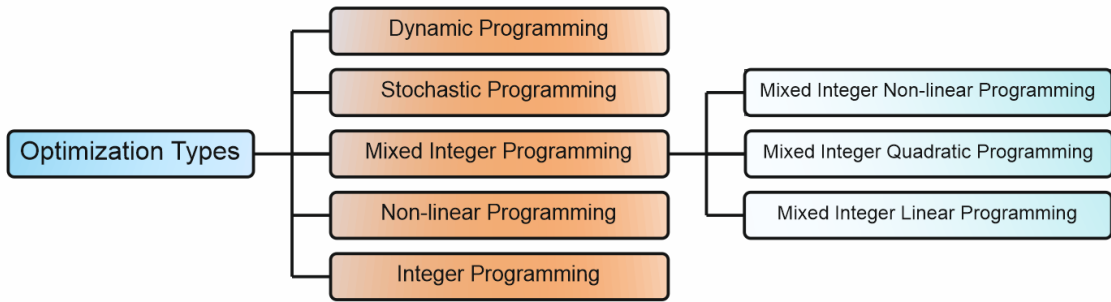 Optimization Types
Dynamic Programming
Stochastic Programming
Mixed Integer Programming
Non-linear Programming
Integer Programming
Mixed Integer Non-linear Programming
Mixed Integer Quadratic Programming
Mixed Integer Linear Programming